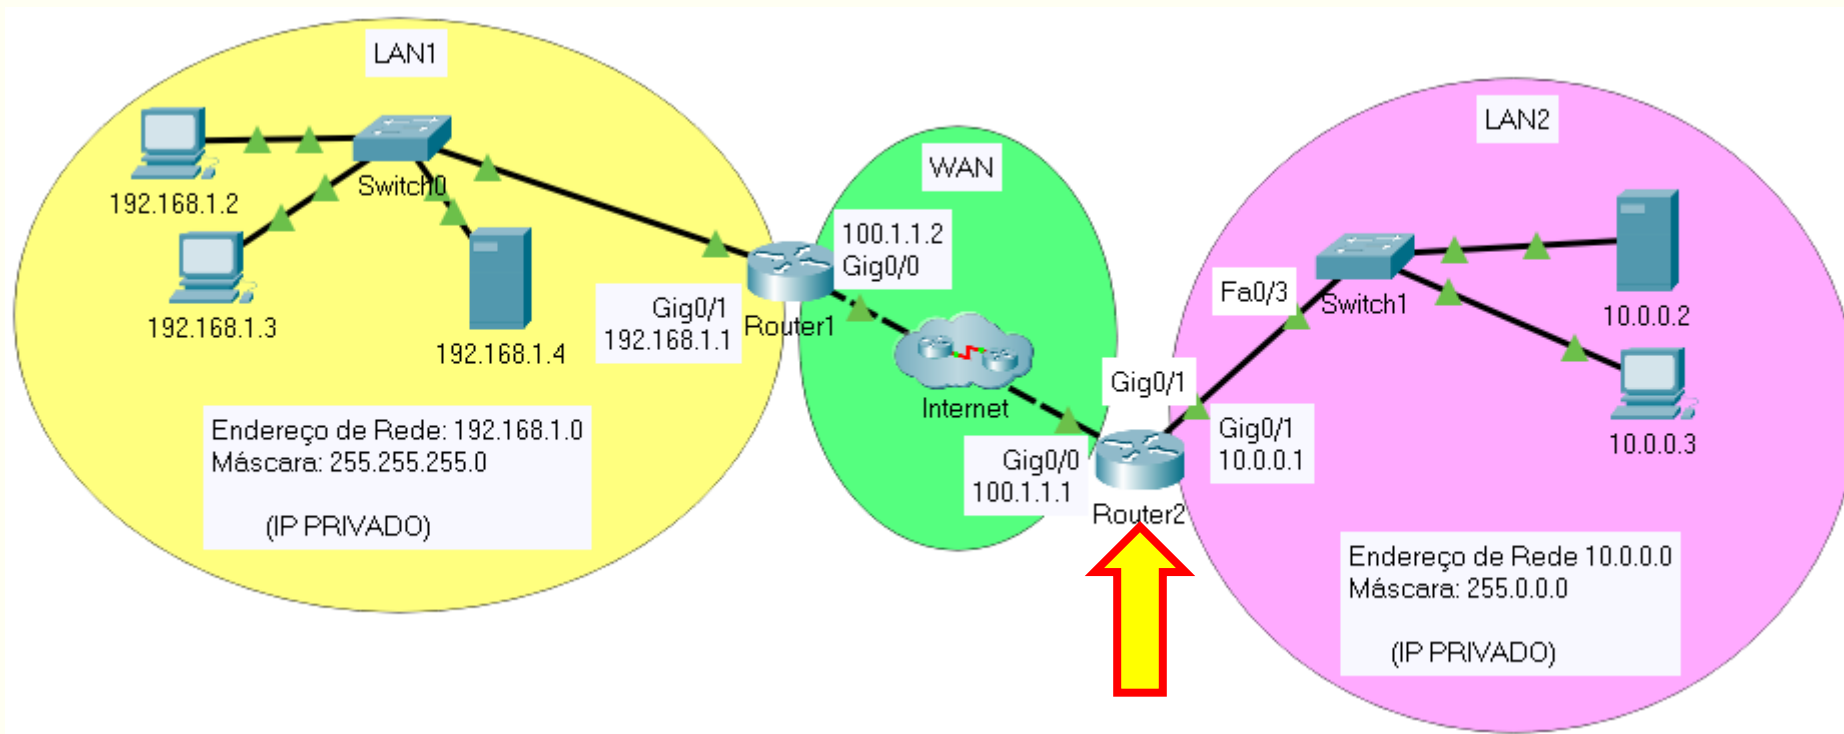 LAN1
192.168.1.2
Switch0
192.168.1.3
192.168.1.4
Gig0/1
192.168.1.1
Router1
Endereço de Rede: 192.168.1.0
Máscara: 255.255.255.0
(IP PRIVADO)
WAN
100.1.1.2
Gig0/0
Internet
Gig0/0
100.1.1.1
Router2
Gig0/1
Gig0/1
10.0.0.1
LAN2
Fa0/3
Switch1
10.0.0.2
10.0.0.3
Endereço de Rede 10.0.0.0
Máscara: 255.0.0.0
(IP PRIVADO)